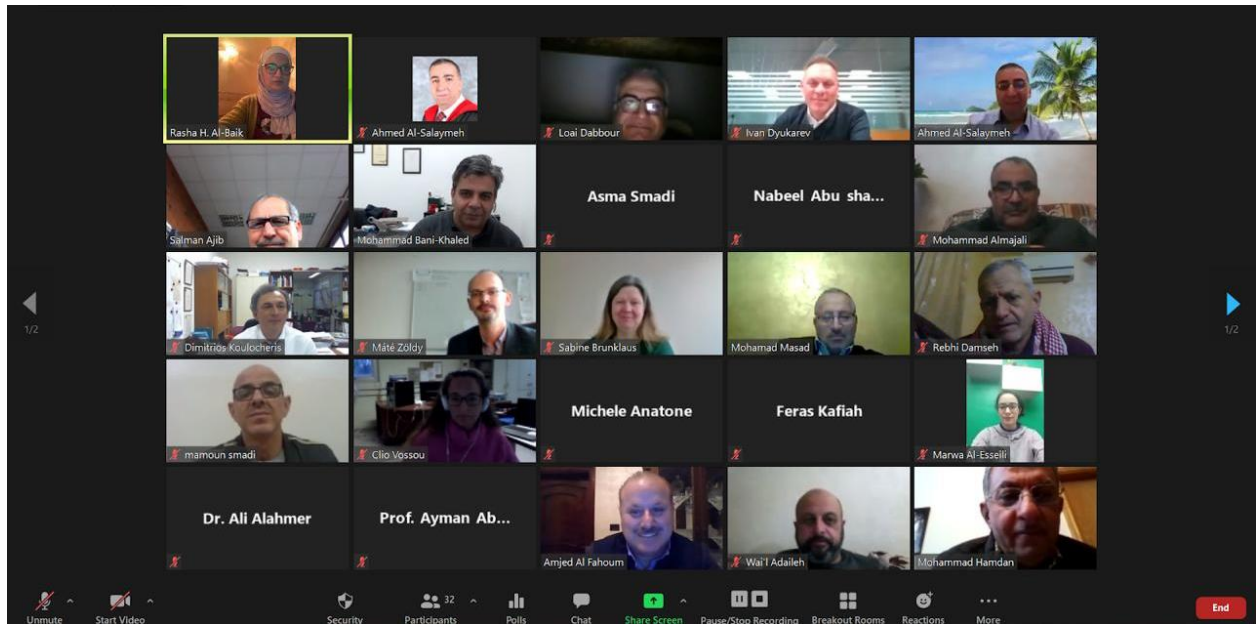 Rasha H. Al-Baik
Ahmed Al-Salaymeh
Loai Dabbour
Ivan Dyukarev
Ahmed Al-Salaymeh
Salman Ajib
Mohammad Bani-Khaled
Asma Smadi
Nabeel Abu sha...
Mohammad Almajali
Dimitrios Koulocheris
Máté Zöldy
Sabine Brunklaus
Mohamad Masad
Rebhi Damseh
1/2
1/2
mamoun smadi
Clio Vossou
Michele Anatone
Feras Kafiah
Marwa Al-Esseili
Dr. Ali Alahmer
Prof. Ayman Ab...
Amjed Al Fahoum
Wai'l Adaileh
Mohammad Hamdan
Unmute
Start Video
Security
Participants
32
Polls
Chat
Share Screen
Pause/Stop Recording
Breakout Rooms
Reactions
More
End